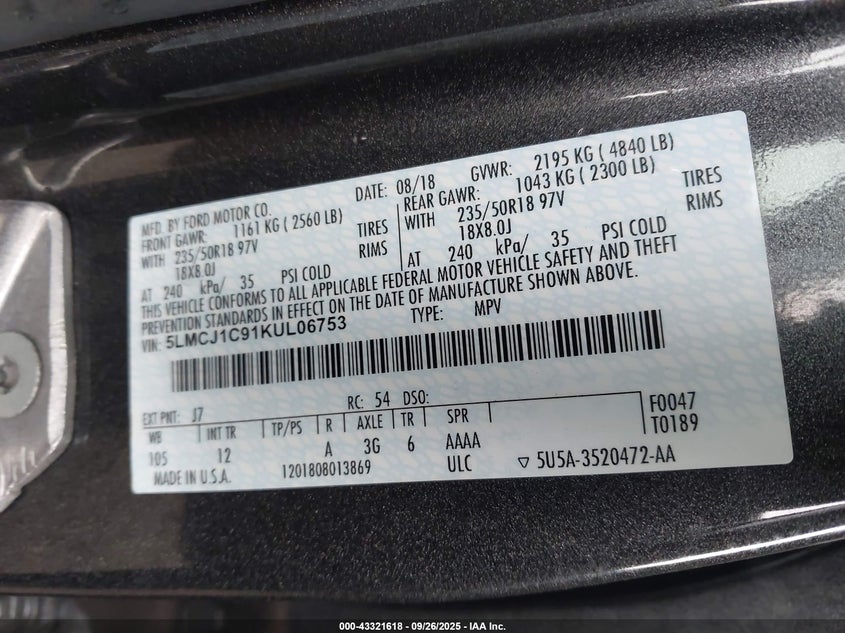 MFD. BY FORD MOTOR CO. DATE: 08/18 GVWR: 2195 KG ( 4840 LB)
FRONT GAWR: 1161 KG ( 2560 LB) REAR GAWR: 1043 KG ( 2300 LB)
WITH 235/50R18 97V TIRES WITH 235/50R18 97V TIRES
18X8.0J RIMS 18X8.0J RIMS
AT 240 kPa/ 35 PSI COLD AT 240 kPa/ 35 PSI COLD
THIS VEHICLE CONFORMS TO ALL APPLICABLE FEDERAL MOTOR VEHICLE SAFETY AND THEFT
PREVENTION STANDARDS IN EFFECT ON THE DATE OF MANUFACTURE SHOWN ABOVE.
VIN: 5LMCJ1C91KUL06753 TYPE: MPV
EXT PNT: J7 RC: 54 DSO: F0047
WB INT TR TP/PS R AXLE TR SPR T0189
105 12 A 3G 6 AAAA
MADE IN U.S.A. 1201808013869 ULC ▽ 5U5A-3520472-AA
000-43321618 - 09/26/2025 - IAA Inc.